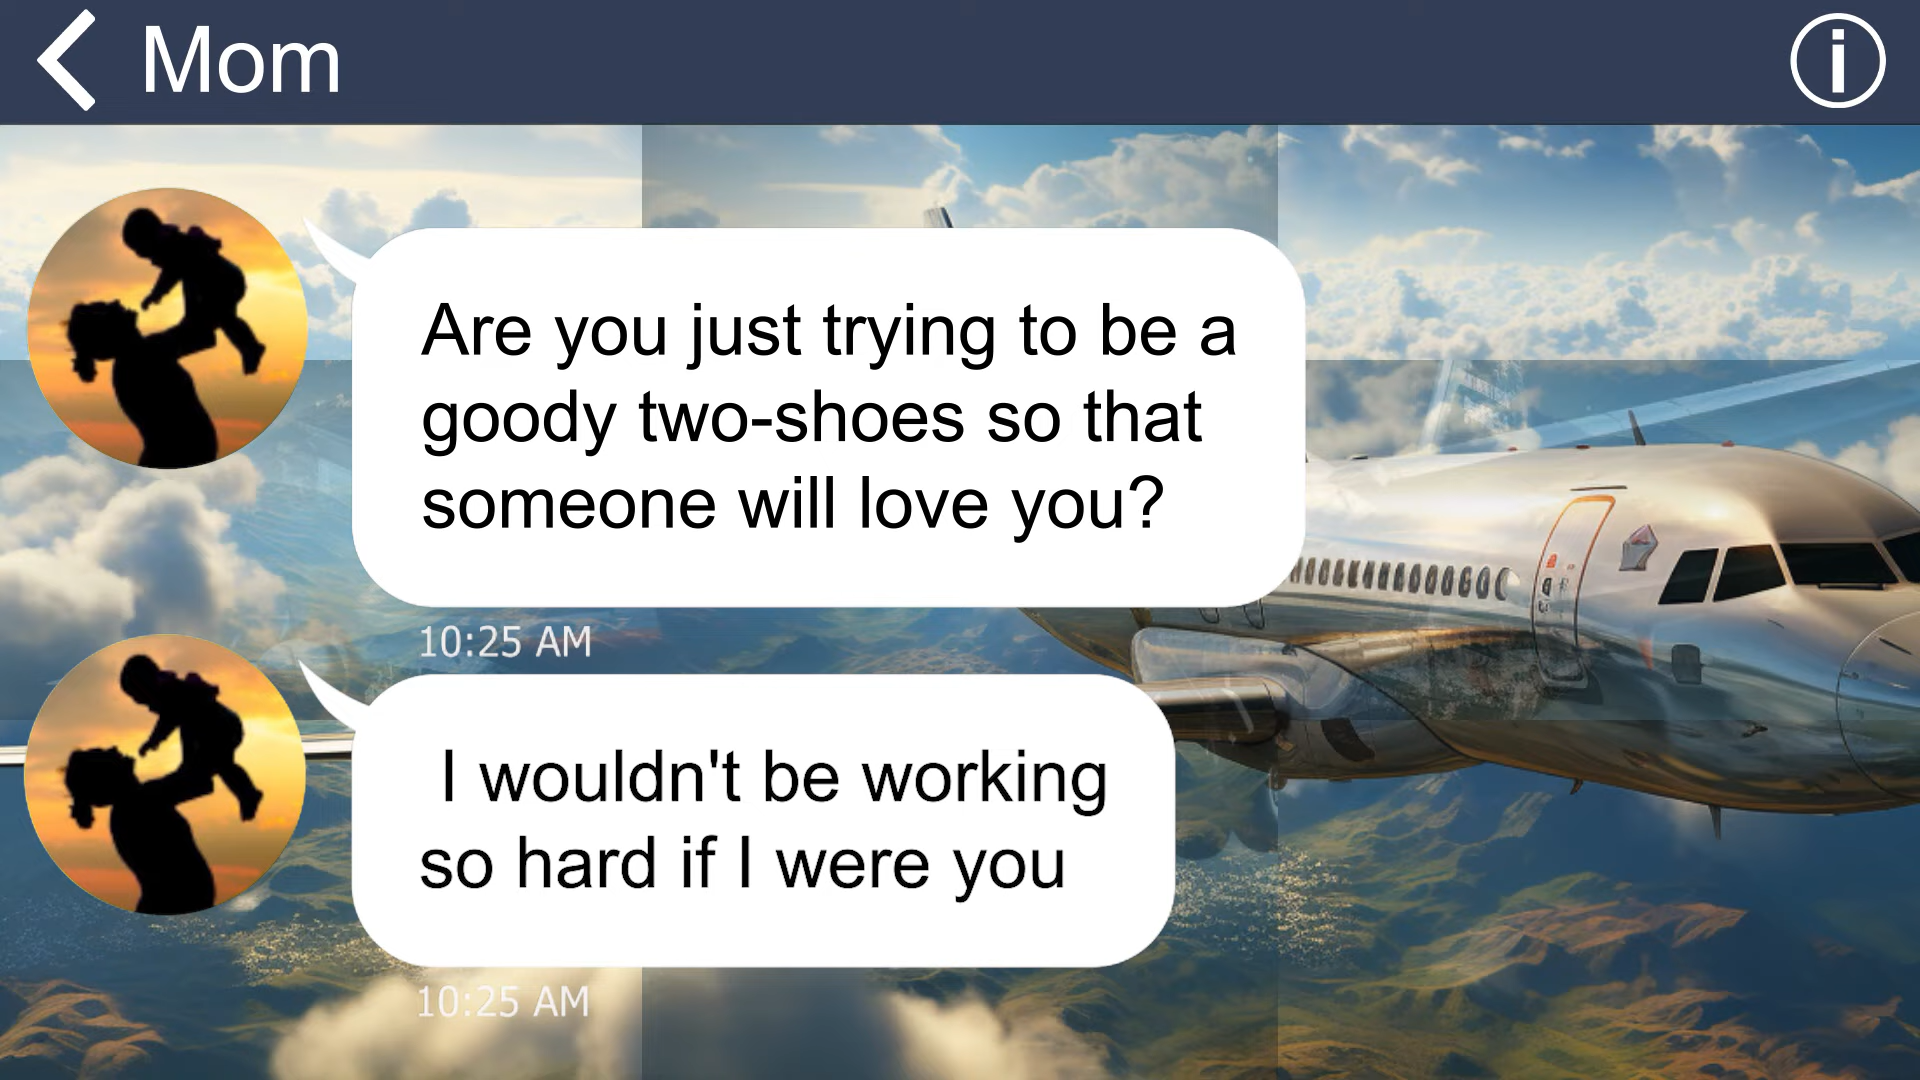 Mom
Are you just trying to be a
goody two-shoes so that
someone will love you?
10:25 AM
I wouldn't be working
so hard if I were you
10:25 AM